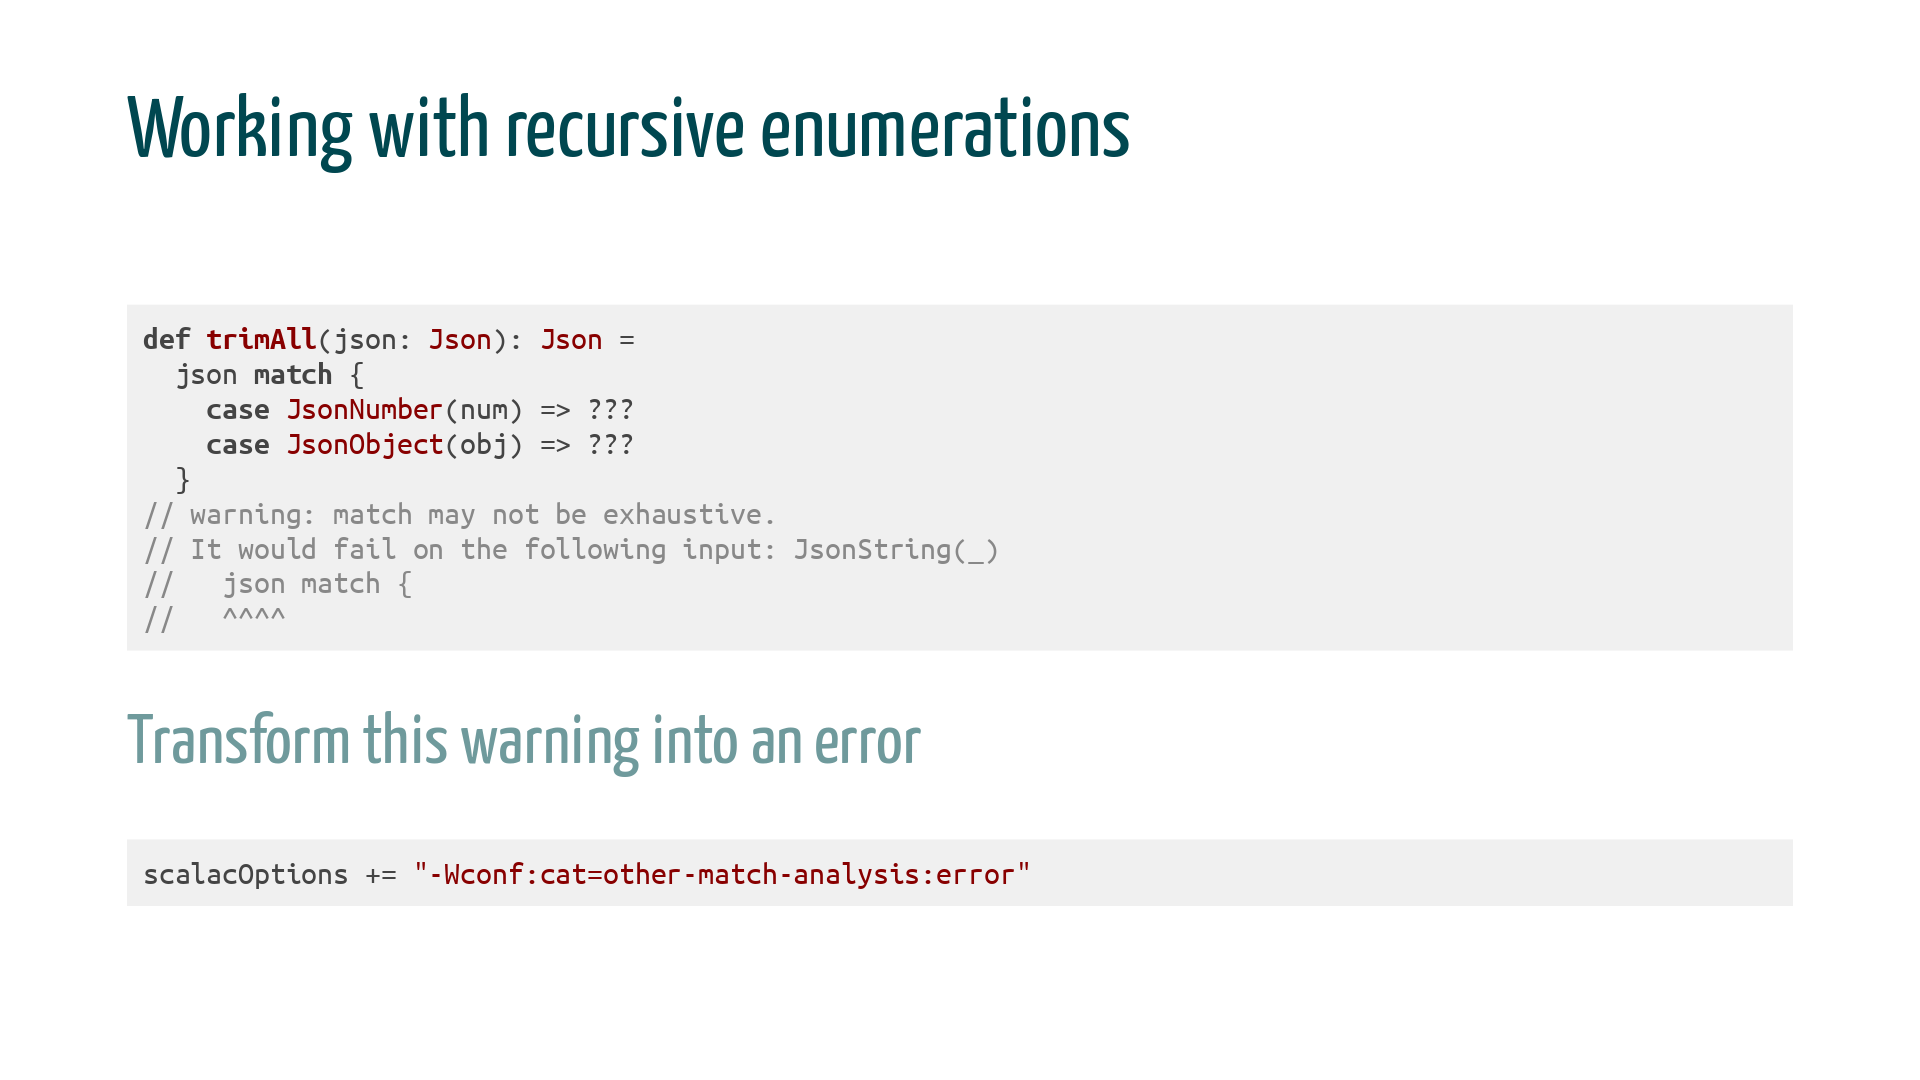 Working with recursive enumerations
def trimAll(json: Json): Json =
  json match {
    case JsonNumber(num) => ???
    case JsonObject(obj) => ???
  }
// warning: match may not be exhaustive.
// It would fail on the following input: JsonString(_)
//   json match {
//   ^^^^
Transform this warning into an error
scalacOptions += "-Wconf:cat=other-match-analysis:error"